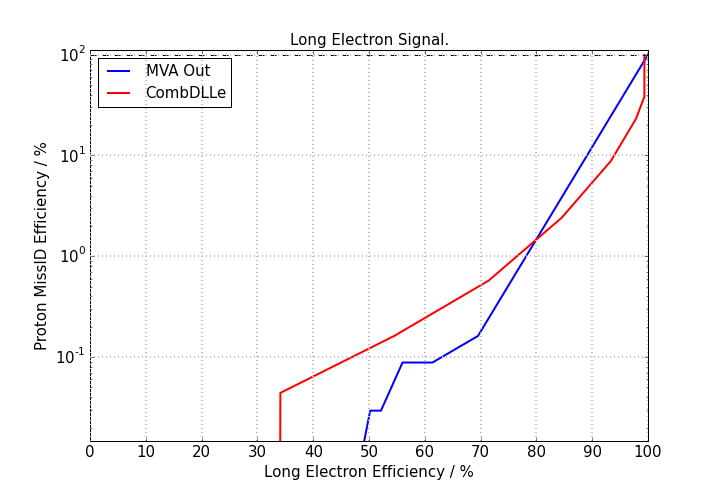 Long Electron Signal.
MVA Out
CombDLLe
Proton MissID Efficiency / %
10²
10¹
10⁰
10⁻¹
0 10 20 30 40 50 60 70 80 90 100
Long Electron Efficiency / %